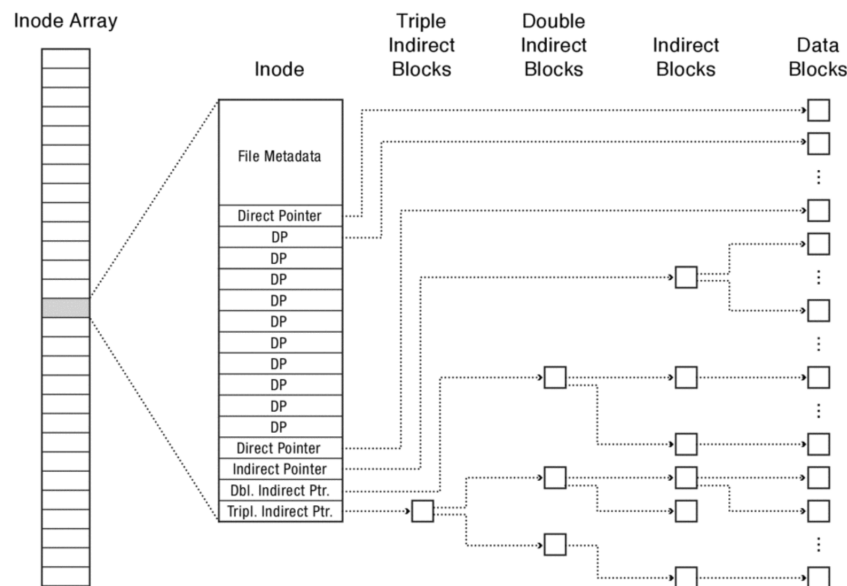 Inode Array
Triple
Indirect
Blocks
Double
Indirect
Blocks
Indirect
Blocks
Data
Blocks
Inode
File Metadata
Direct Pointer
DP
DP
DP
DP
DP
DP
DP
DP
DP
DP
Direct Pointer
Indirect Pointer
Dbl. Indirect Ptr.
Tripl. Indirect Ptr.